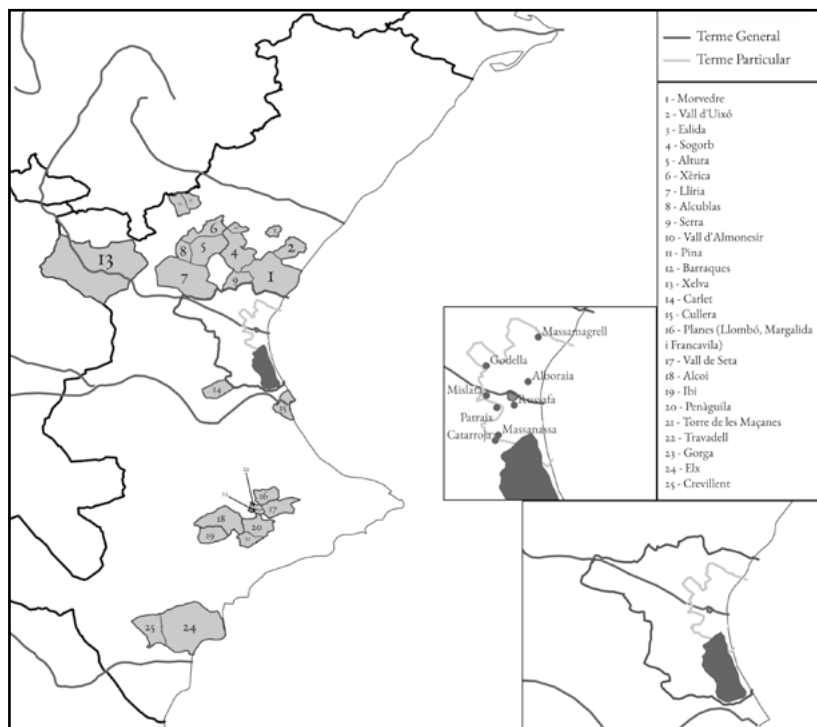 Terme General
Terme Particular
1 - Morvedre
2 - Vall d'Uixó
3 - Eslida
4 - Sogorb
5 - Altura
6 - Xèrica
7 - Llíria
8 - Alcublas
9 - Serra
10 - Vall d'Almonesir
11 - Pina
12 - Barraques
13 - Xelva
14 - Carlet
15 - Cullera
16 - Planes (Llombó, Margalida
i Francavila)
17 - Vall de Seta
18 - Alcoi
19 - Ibi
20 - Penàguila
21 - Torre de les Maçanes
22 - Travadell
23 - Gorga
24 - Elx
25 - Crevillent
6
3
13
8
5
4
2
7
9
1
14
15
22
23
16
17
18
20
19
21
25
24
Massamagrell
Godella
Alboraia
Mislata
Russafa
Patraix
Massanassa
Catarroja